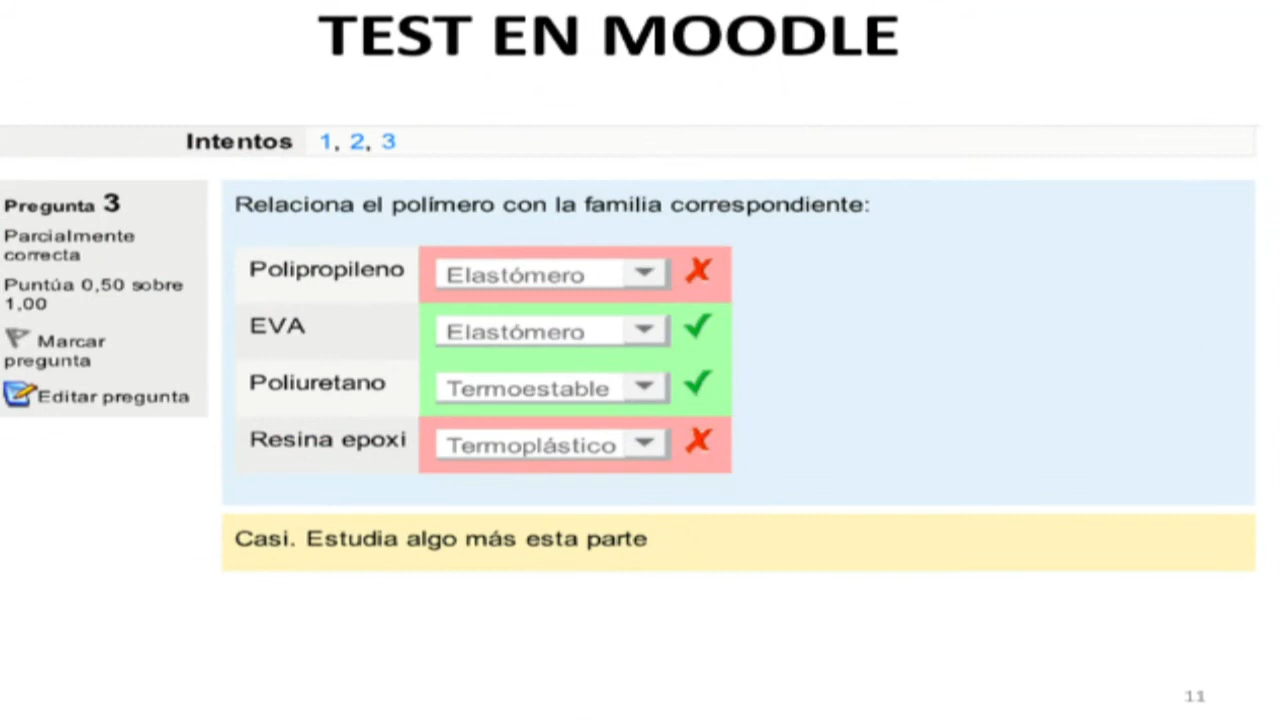 TEST EN MOODLE
Intentos 1, 2, 3
Pregunta 3
Parcialmente
correcta
Puntúa 0,50 sobre
1,00
Marcar
pregunta
Editar pregunta
Relaciona el polímero con la familia correspondiente:
Polipropileno Elastómero
EVA Elastómero
Poliuretano Termoestable
Resina epoxi Termoplástico
Casi. Estudia algo más esta parte
11